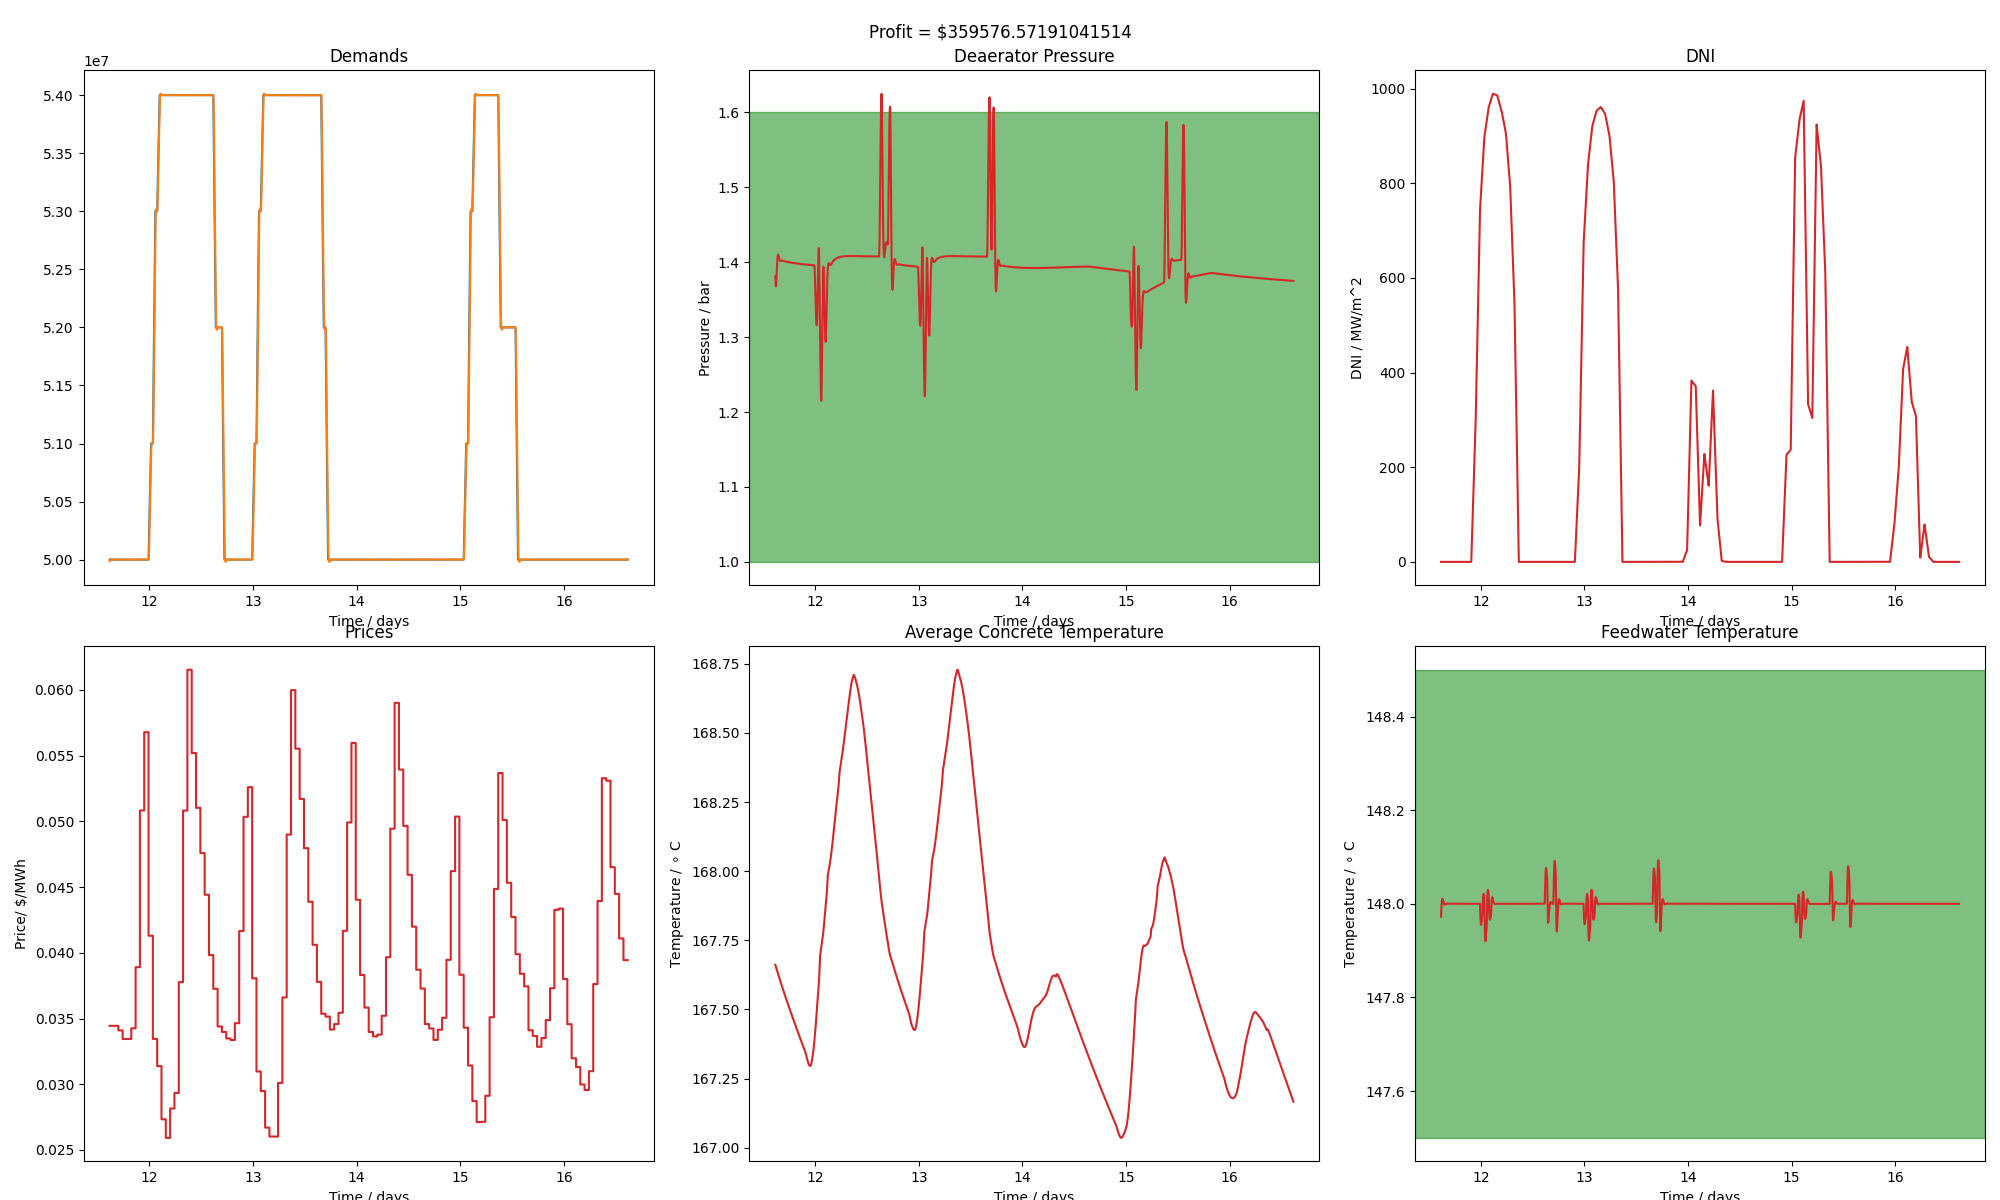 Profit = $359576.57191041514
Demands
1e7
5.40
5.35
5.30
5.25
5.20
5.15
5.10
5.05
5.00
12 13 14 15 16
Time / days
Deaerator Pressure
Pressure / bar
1.6
1.5
1.4
1.3
1.2
1.1
1.0
12 13 14 15 16
Time / days
DNI
DNI / MW/m^2
1000
800
600
400
200
0
12 13 14 15 16
Time / days
Prices
Price/ $/MWh
0.060
0.055
0.050
0.045
0.040
0.035
0.030
0.025
12 13 14 15 16
Time / days
Average Concrete Temperature
Temperature / ∘ C
168.75
168.50
168.25
168.00
167.75
167.50
167.25
167.00
12 13 14 15 16
Time / days
Feedwater Temperature
Temperature / ∘ C
148.4
148.2
148.0
147.8
147.6
12 13 14 15 16
Time / days